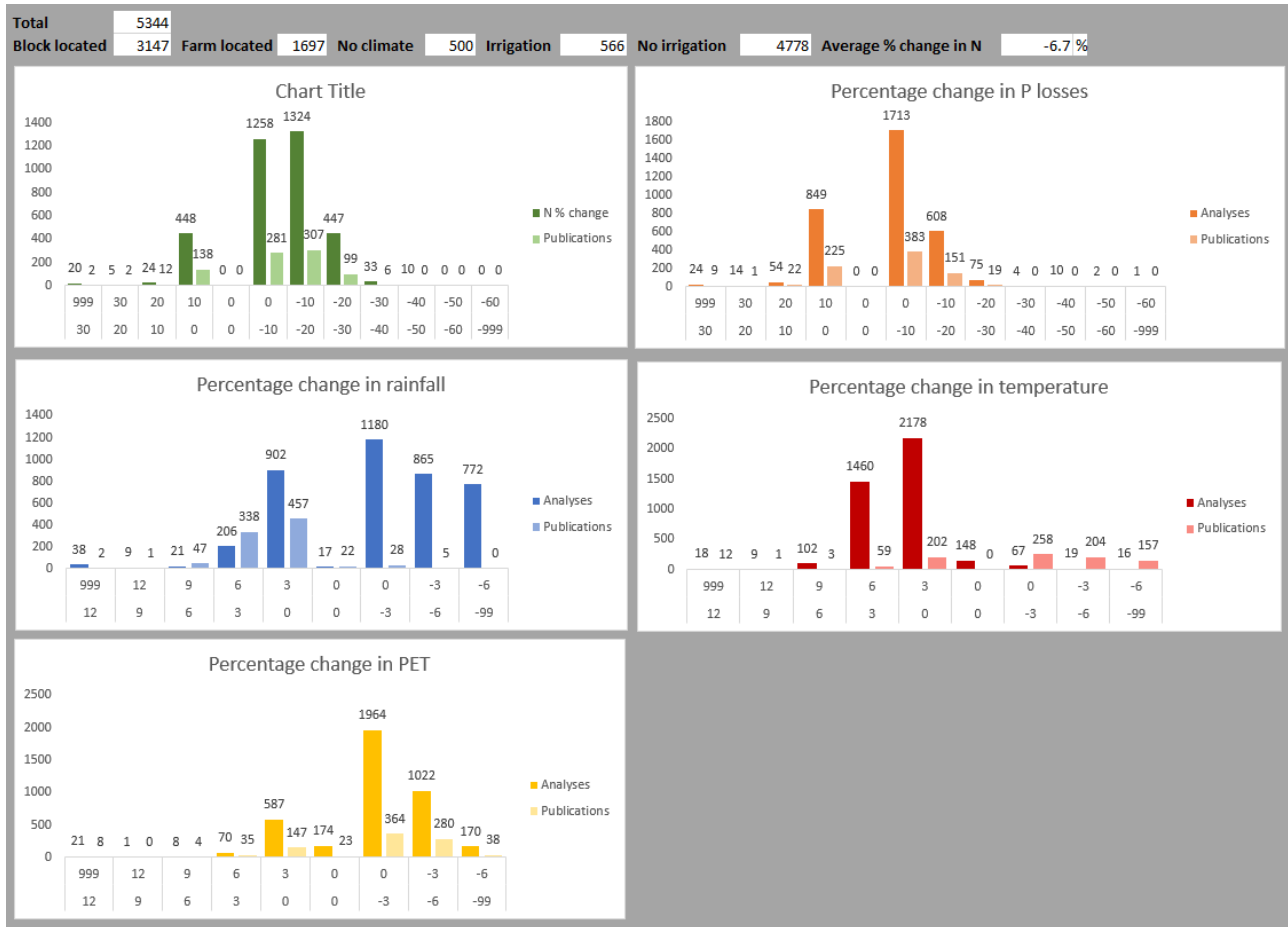 Total 5344
Block located 3147 Farm located 1697 No climate 500 Irrigation 566 No irrigation 4778 Average % change in N -6.7 %
Chart Title
1400
1200
1000
800
600
400
200
0
20 2 5 2 24 12 448 138 0 0 1258 281 1324 307 447 99 33 6 10 0 0 0 0 0
999 30 20 10 0 0 -10 -20 -30 -40 -50 -60
30 20 10 0 0 -10 -20 -30 -40 -50 -60 -999
N % change
Publications
Percentage change in P losses
1800
1600
1400
1200
1000
800
600
400
200
0
24 9 14 1 54 22 849 225 0 0 1713 383 608 151 75 19 4 0 10 0 2 0 1 0
999 30 20 10 0 0 -10 -20 -30 -40 -50 -60
30 20 10 0 0 -10 -20 -30 -40 -50 -60 -999
Analyses
Publications
Percentage change in rainfall
1400
1200
1000
800
600
400
200
0
38 2 9 1 21 47 206 338 902 457 17 22 1180 28 865 5 772 0
999 12 9 6 3 0 0 -3 -6
12 9 6 3 0 0 -3 -6 -99
Analyses
Publications
Percentage change in temperature
2500
2000
1500
1000
500
0
18 12 9 1 102 3 1460 59 2178 202 148 0 67 258 19 204 16 157
999 12 9 6 3 0 0 -3 -6
12 9 6 3 0 0 -3 -6 -99
Analyses
Publications
Percentage change in PET
2500
2000
1500
1000
500
0
21 8 1 0 8 4 70 35 587 147 174 23 1964 364 1022 280 170 38
999 12 9 6 3 0 0 -3 -6
12 9 6 3 0 0 -3 -6 -99
Analyses
Publications